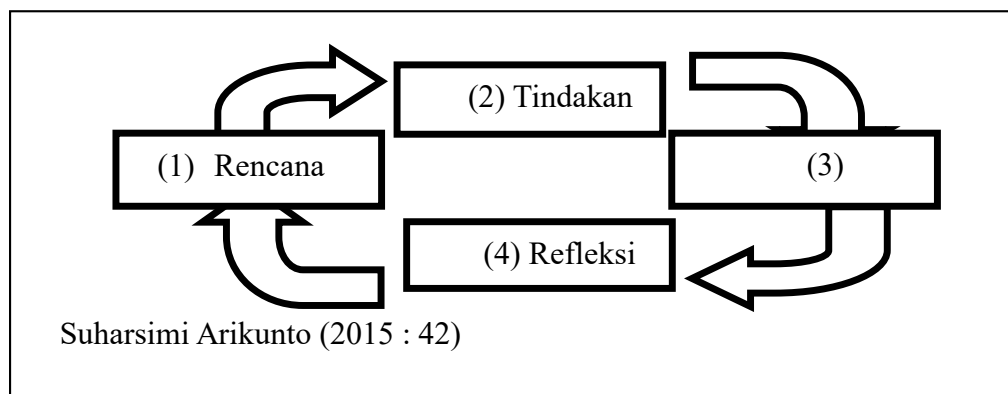 (2) Tindakan
(1) Rencana
(3)
(4) Refleksi
Suharsimi Arikunto (2015 : 42)